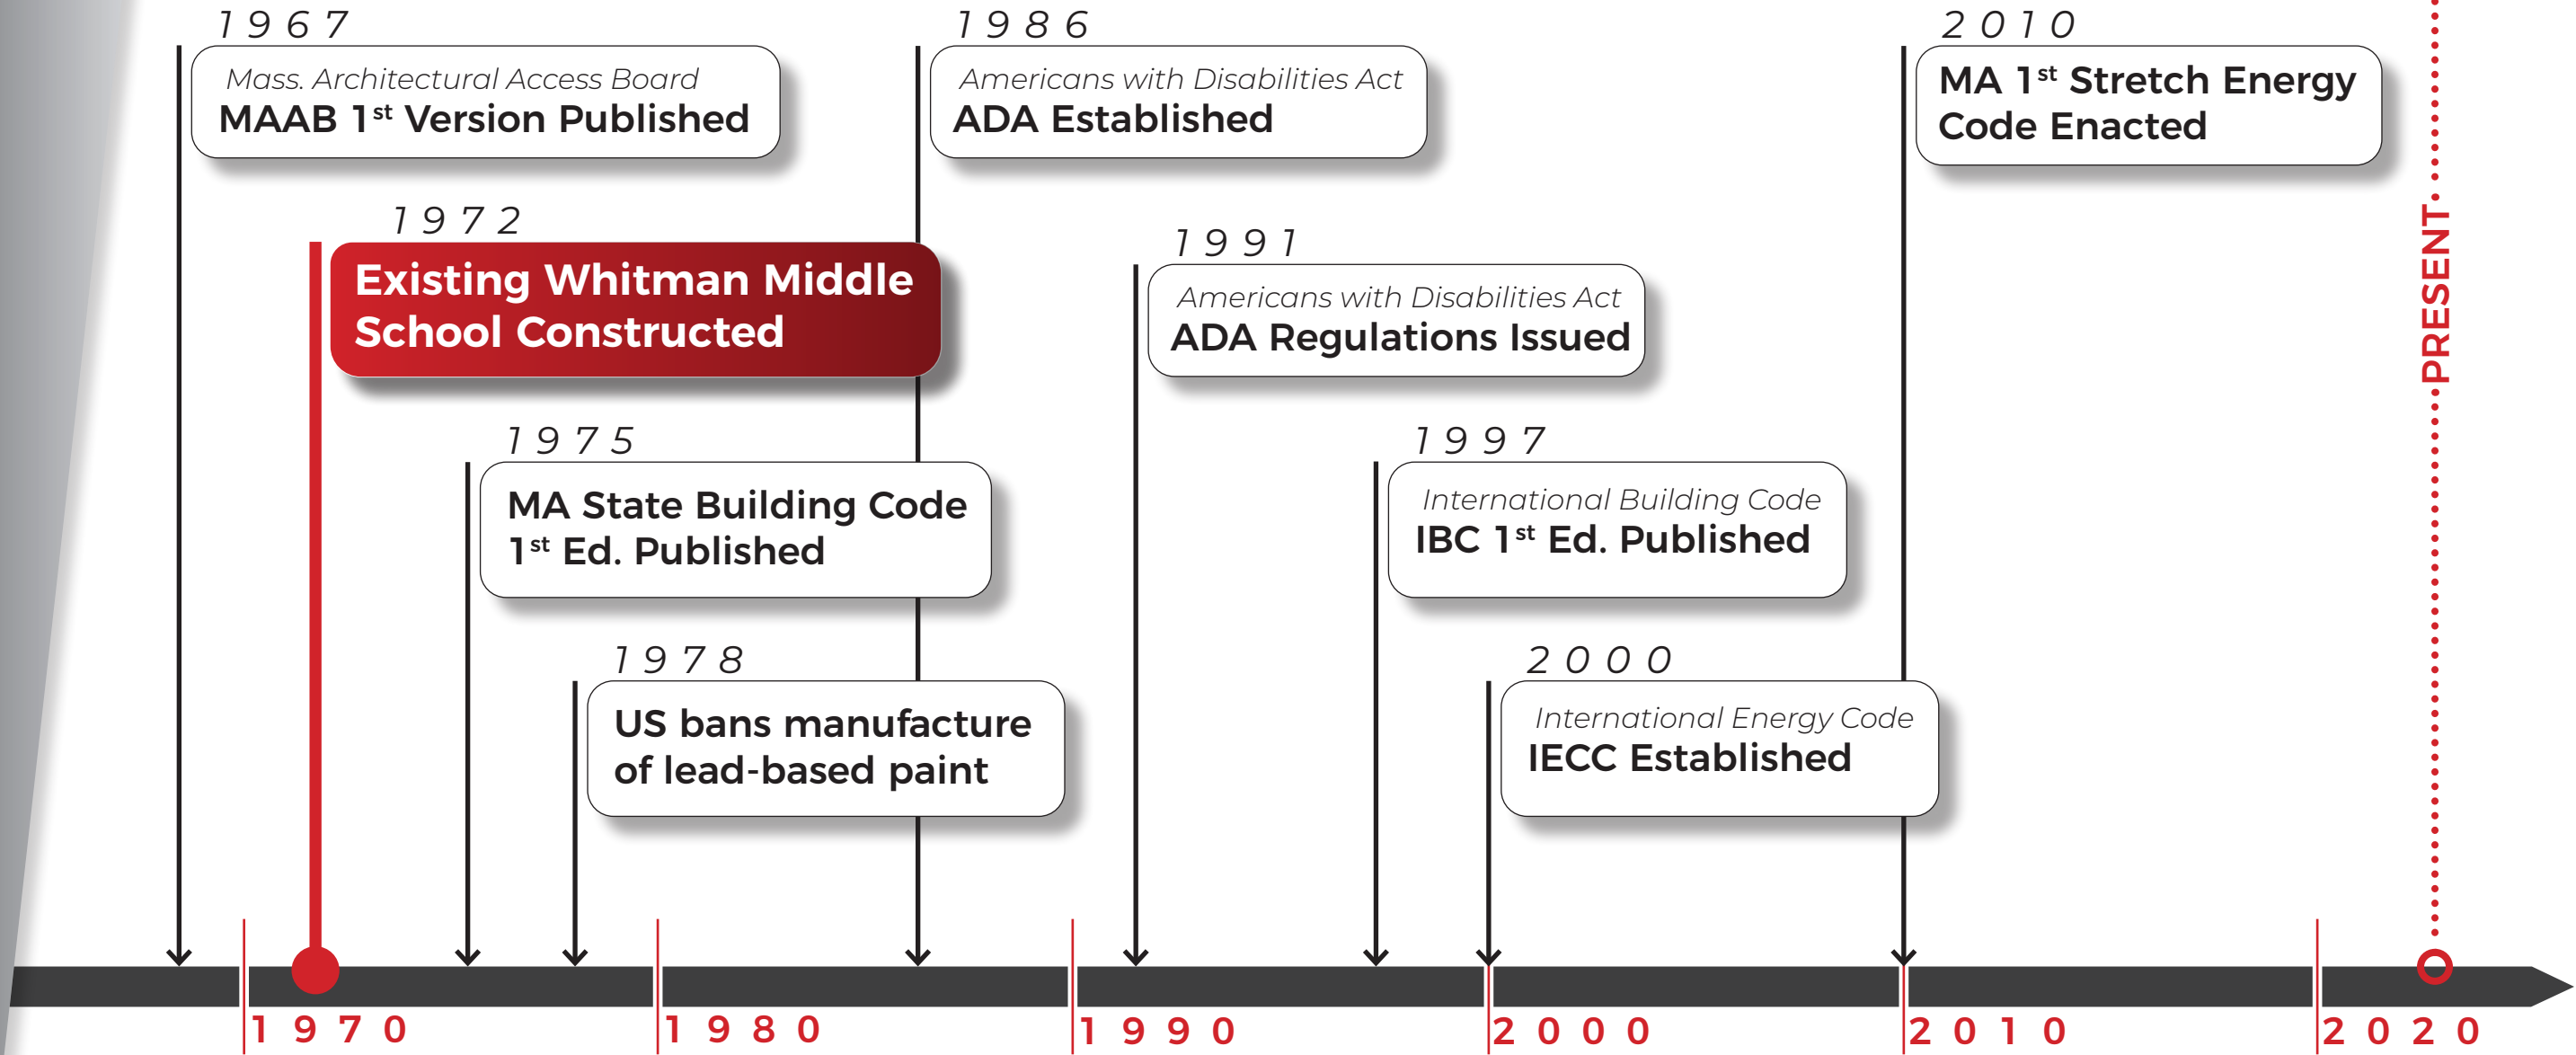 1967
Mass. Architectural Access Board
MAAB 1st Version Published
1986
Americans with Disabilities Act
ADA Established
2010
MA 1st Stretch Energy
Code Enacted
1972
Existing Whitman Middle
School Constructed
1991
Americans with Disabilities Act
ADA Regulations Issued
PRESENT
1975
MA State Building Code
1st Ed. Published
1997
International Building Code
IBC 1st Ed. Published
1978
US bans manufacture
of lead-based paint
2000
International Energy Code
IECC Established
1970
1980
1990
2000
2010
2020